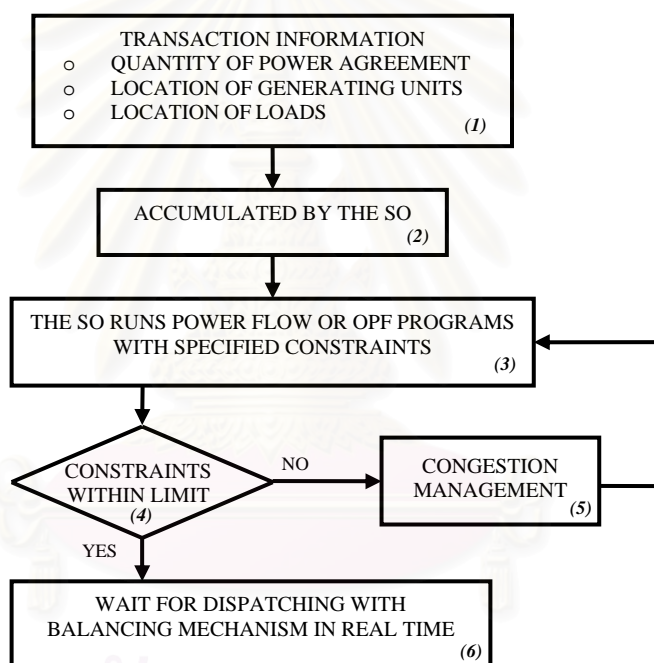 TRANSACTION INFORMATION
o QUANTITY OF POWER AGREEMENT
o LOCATION OF GENERATING UNITS
o LOCATION OF LOADS
(1)
ACCUMULATED BY THE SO
(2)
THE SO RUNS POWER FLOW OR OPF PROGRAMS
WITH SPECIFIED CONSTRAINTS
(3)
CONSTRAINTS
WITHIN LIMIT
(4)
NO
CONGESTION
MANAGEMENT
(5)
YES
WAIT FOR DISPATCHING WITH
BALANCING MECHANISM IN REAL TIME
(6)